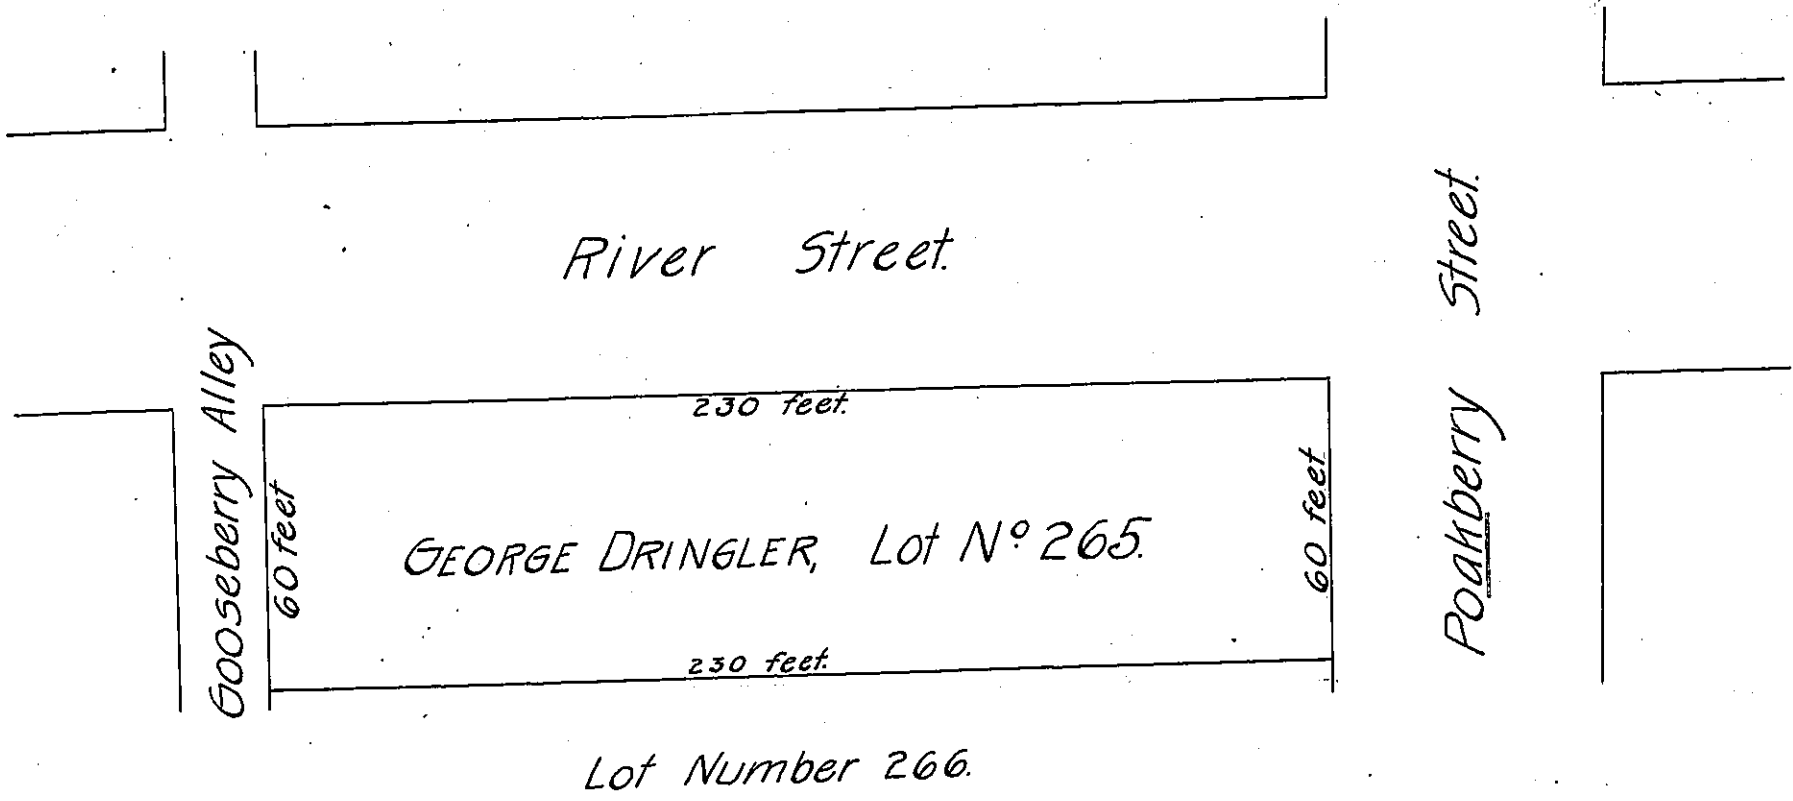 River Street.
Poakberry Street.
Gooseberry Alley
230 feet.
60 feet
60 feet
GEORGE DRINGLER, Lot Nº 265.
230 feet.
Lot Number 266.